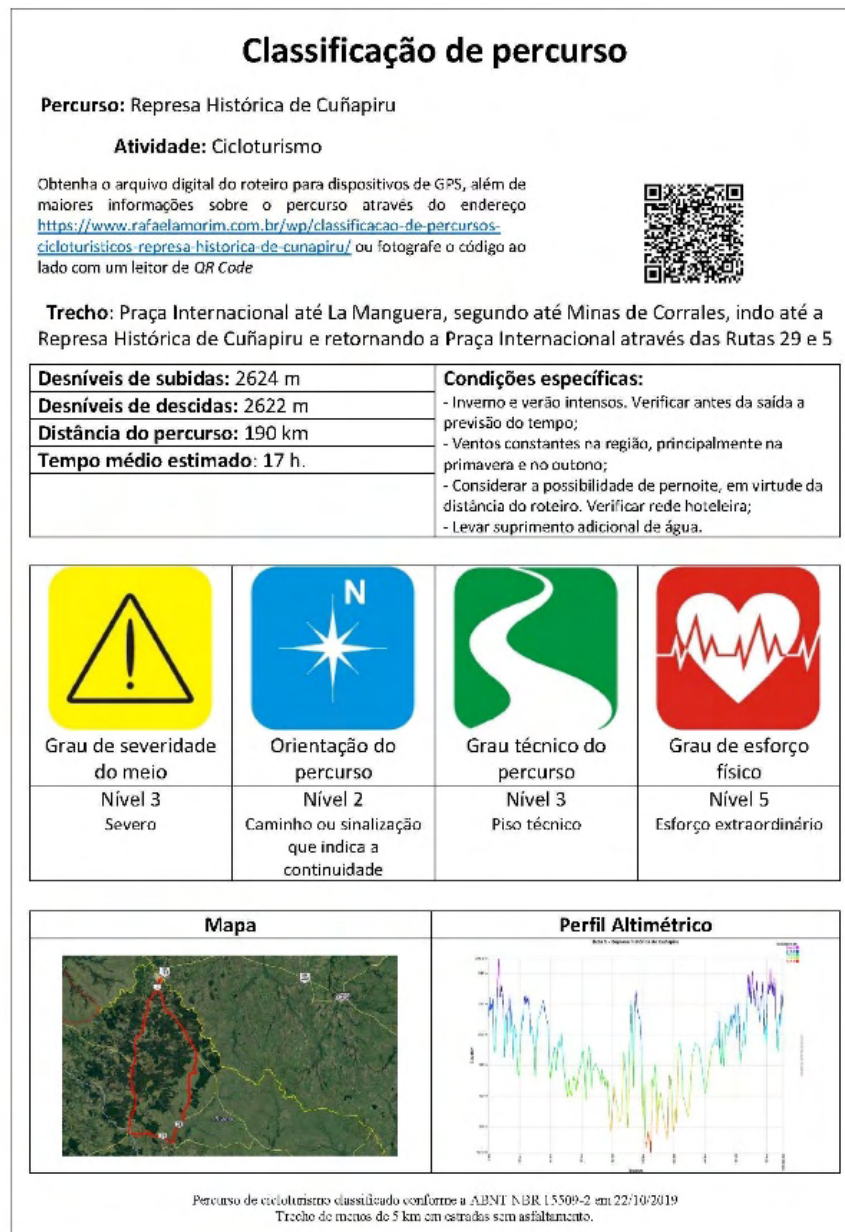 Classificação de percurso
Percurso: Represa Histórica de Cuñapiru
Atividade: Cicloturismo
Obtenha o arquivo digital do roteiro para dispositivos de GPS, além de
maiores informações sobre o percurso através do endereço
https://www.rafaelamorim.com.br/wp/classificacao-de-percursos-
cicloturisticos-represa-historica-de-cunapiru/ ou fotografe o código ao
lado com um leitor de QR Code
Trecho: Praça Internacional até La Manguera, segundo até Minas de Corrales, indo até a
Represa Histórica de Cuñapiru e retornando a Praça Internacional através das Rutas 29 e 5
Desníveis de subidas: 2624 m
Desníveis de descidas: 2622 m
Distância do percurso: 190 km
Tempo médio estimado: 17 h.
Condições específicas:
- Inverno e verão intensos. Verificar antes da saída a
previsão do tempo;
- Ventos constantes na região, principalmente na
primavera e no outono;
- Considerar a possibilidade de pernoite, em virtude da
distância do roteiro. Verificar rede hoteleira;
- Levar suprimento adicional de água.
N
Grau de severidade
do meio
Nível 3
Severo
Orientação do
percurso
Nível 2
Caminho ou sinalização
que indica a
continuidade
Grau técnico do
percurso
Nível 3
Piso técnico
Grau de esforço
físico
Nível 5
Esforço extraordinário
Mapa
Perfil Altimétrico
Percurso de cicloturismo classificado conforme a ABNT NBR 15509-2 em 22/10/2019
Trecho de menos de 5 km em estradas sem asfaltamento.